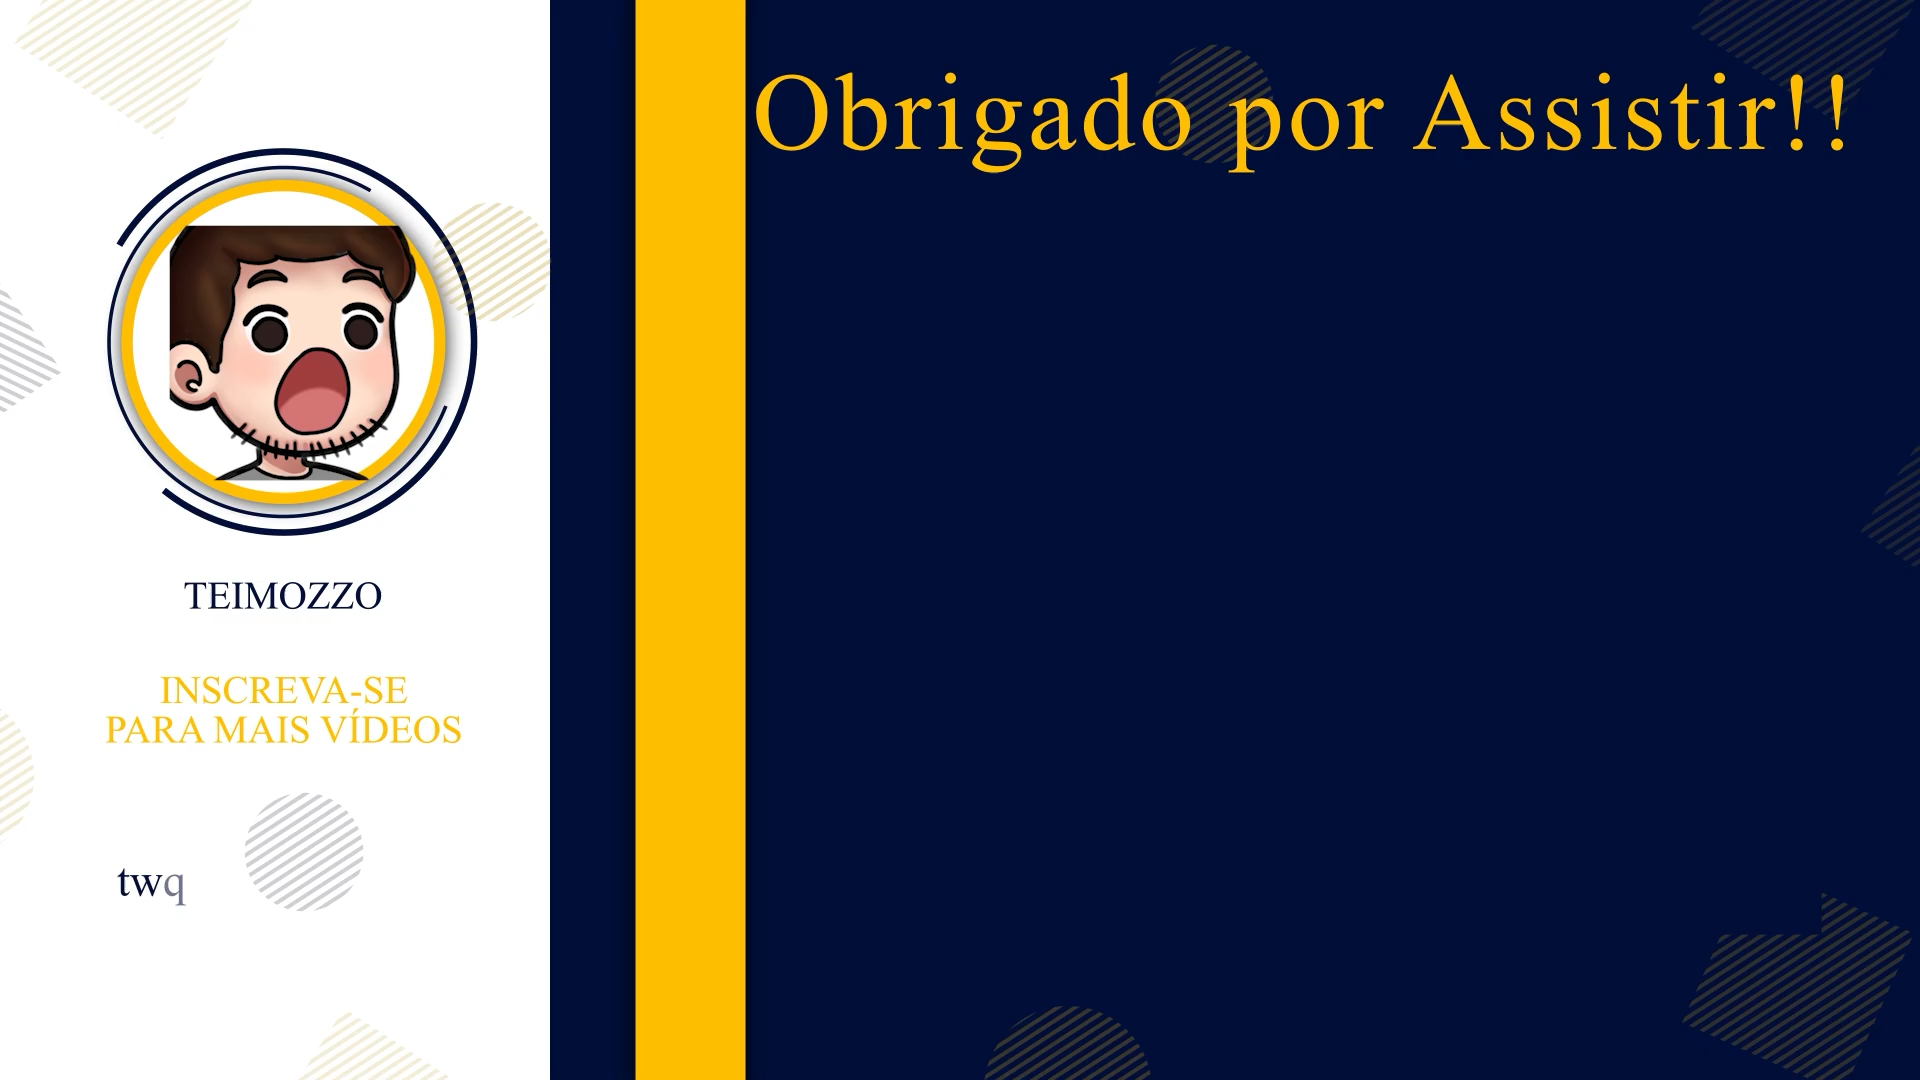 Obrigado por Assistir!!
TEIMOZZO
INSCREVA-SE
PARA MAIS VÍDEOS
twq